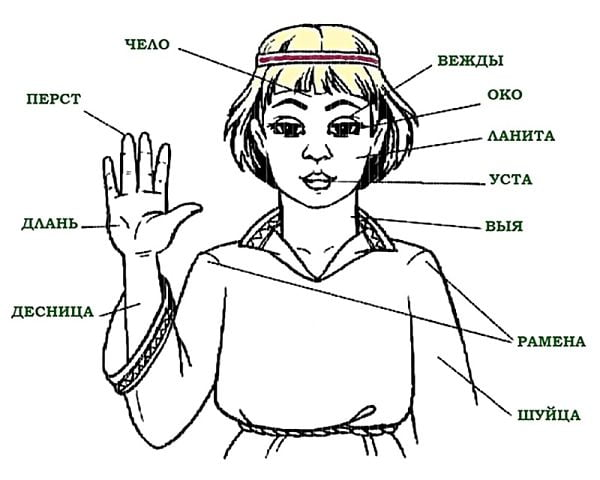 ЧЕЛО
ВЕЖДЫ
ПЕРСТ
ОКО
ЛАНИТА
УСТА
ДЛАНЬ
ВЫЯ
ДЕСНИЦА
РАМЕНА
ШУЙЦА